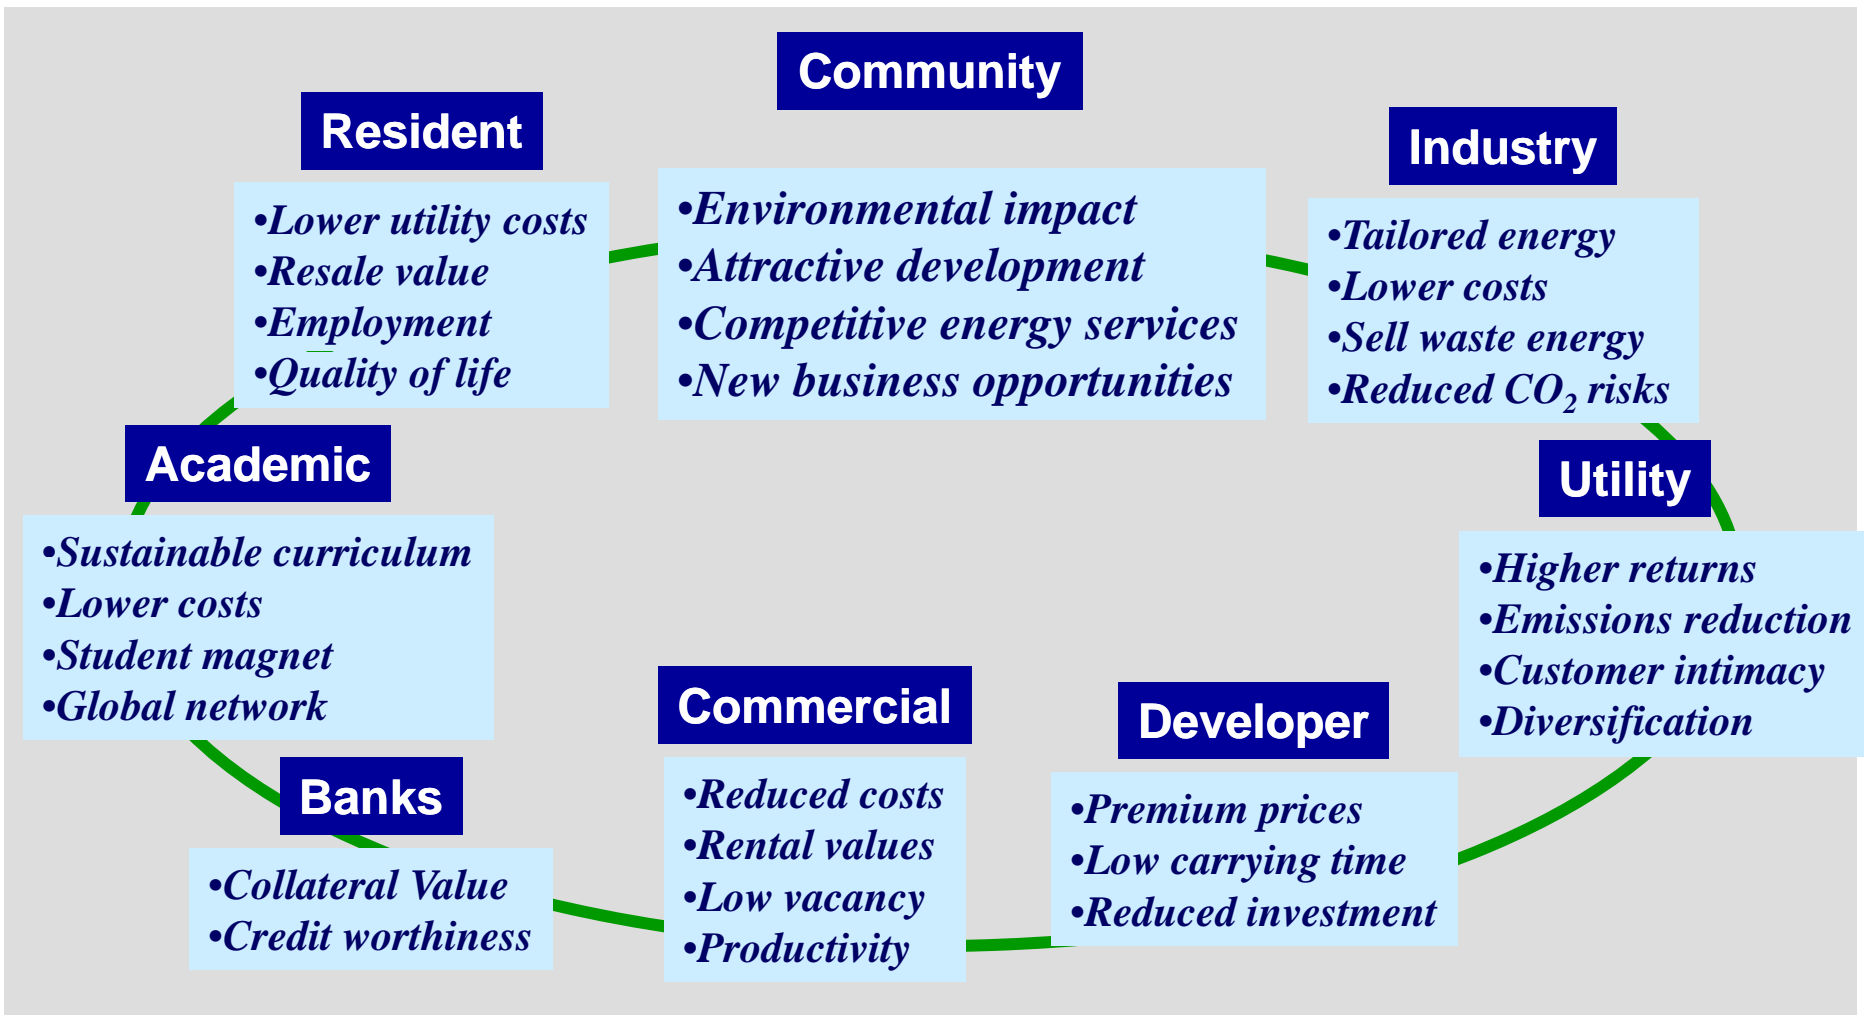 Community
•Environmental impact
•Attractive development
•Competitive energy services
•New business opportunities
Resident
•Lower utility costs
•Resale value
•Employment
•Quality of life
Industry
•Tailored energy
•Lower costs
•Sell waste energy
•Reduced CO₂ risks
Academic
•Sustainable curriculum
•Lower costs
•Student magnet
•Global network
Utility
•Higher returns
•Emissions reduction
•Customer intimacy
•Diversification
Banks
•Collateral Value
•Credit worthiness
Commercial
•Reduced costs
•Rental values
•Low vacancy
•Productivity
Developer
•Premium prices
•Low carrying time
•Reduced investment